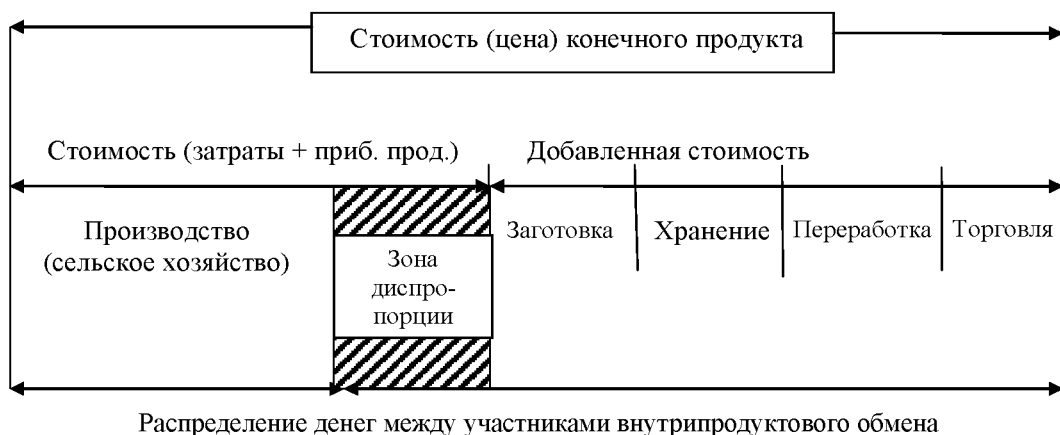 Стоимость (цена) конечного продукта
Стоимость (затраты + приб. прод.)
Добавленная стоимость
Производство
(сельское хозяйство)
Зона
диспро-
порции
Заготовка
Хранение
Переработка
Торговля
Распределение денег между участниками внутрипродуктового обмена